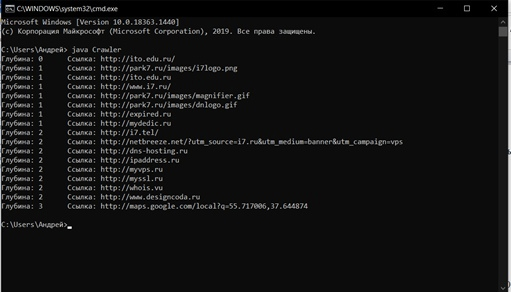 C:\WINDOWS\system32\cmd.exe
Microsoft Windows [Version 10.0.18363.1440]
(c) Корпорация Майкрософт (Microsoft Corporation), 2019. Все права защищены.
C:\Users\Андрей> java Crawler
Глубина: 0 Ссылка: http://ito.edu.ru/
Глубина: 1 Ссылка: http://park7.ru/images/i7logo.png
Глубина: 1 Ссылка: http://ito.edu.ru
Глубина: 1 Ссылка: http://www.i7.ru/
Глубина: 1 Ссылка: http://park7.ru/images/magnifier.gif
Глубина: 1 Ссылка: http://park7.ru/images/dnlogo.gif
Глубина: 1 Ссылка: http://expired.ru
Глубина: 1 Ссылка: http://mydedic.ru
Глубина: 2 Ссылка: http://i7.tel/
Глубина: 2 Ссылка: http://netbreeze.net/?utm_source=i7.ru&utm_medium=banner&utm_campaign=vps
Глубина: 2 Ссылка: http://dns-hosting.ru
Глубина: 2 Ссылка: http://ipaddress.ru
Глубина: 2 Ссылка: http://myvps.ru
Глубина: 2 Ссылка: http://myssl.ru
Глубина: 2 Ссылка: http://whois.vu
Глубина: 2 Ссылка: http://www.designcoda.ru
Глубина: 3 Ссылка: http://maps.google.com/local?q=55.717006,37.644874
C:\Users\Андрей>